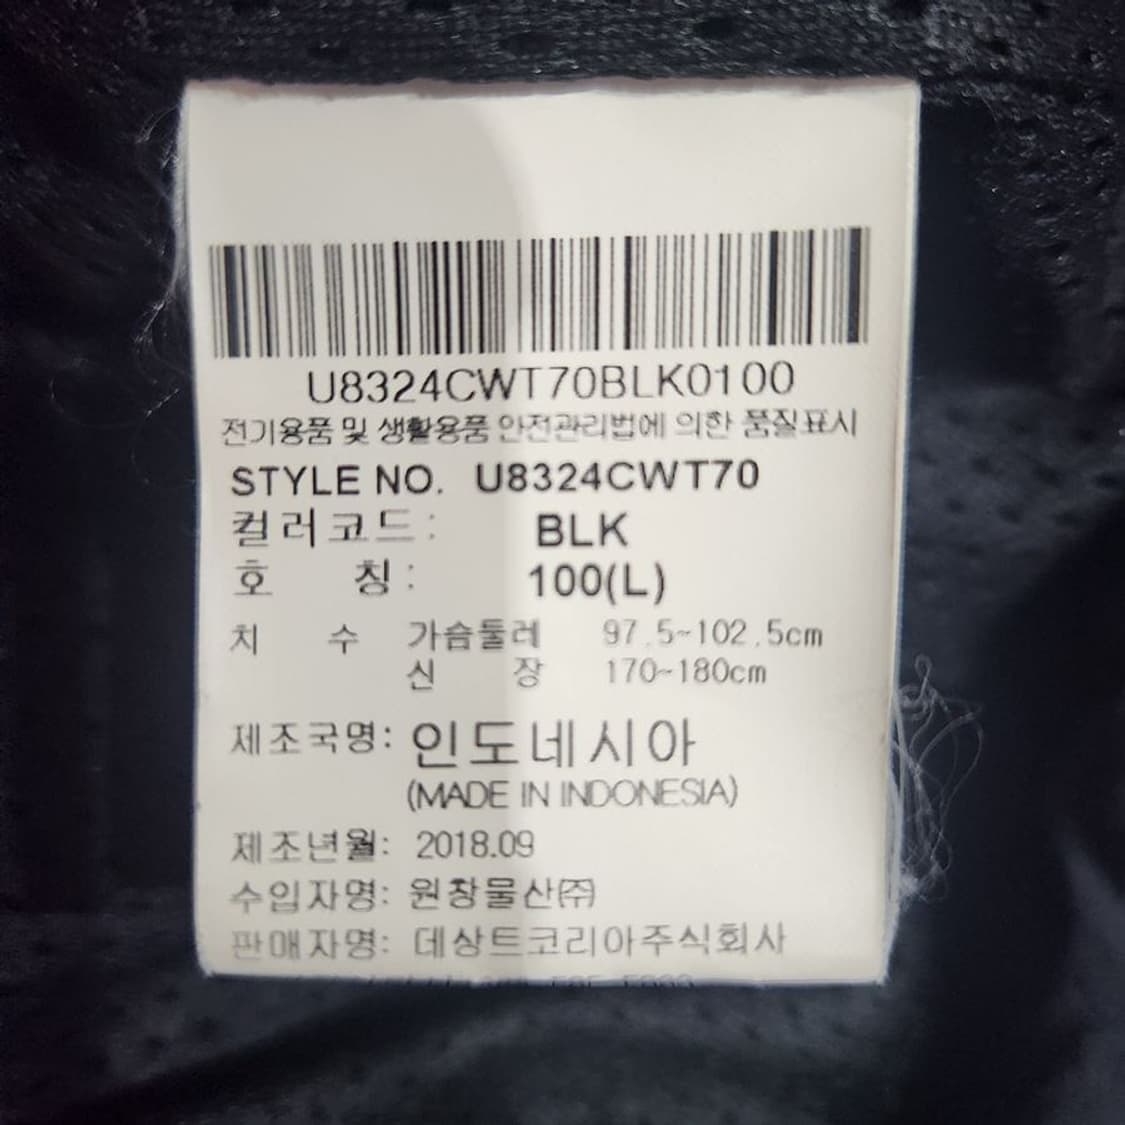 U8324CWT70BLK0100
전기용품 및 생활용품 안전관리법에 의한 품질표시
STYLE NO. U8324CWT70
컬러코드: BLK
호 칭: 100(L)
치 수 가슴둘레 97.5~102.5cm
신 장 170~180cm
제조국명: 인도네시아
(MADE IN INDONESIA)
제조년월: 2018.09
수입자명: 원창물산㈜
판매자명: 데상트코리아주식회사